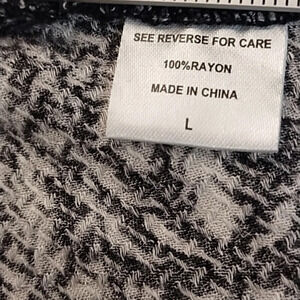 SEE REVERSE FOR CARE
100%RAYON
MADE IN CHINA
L